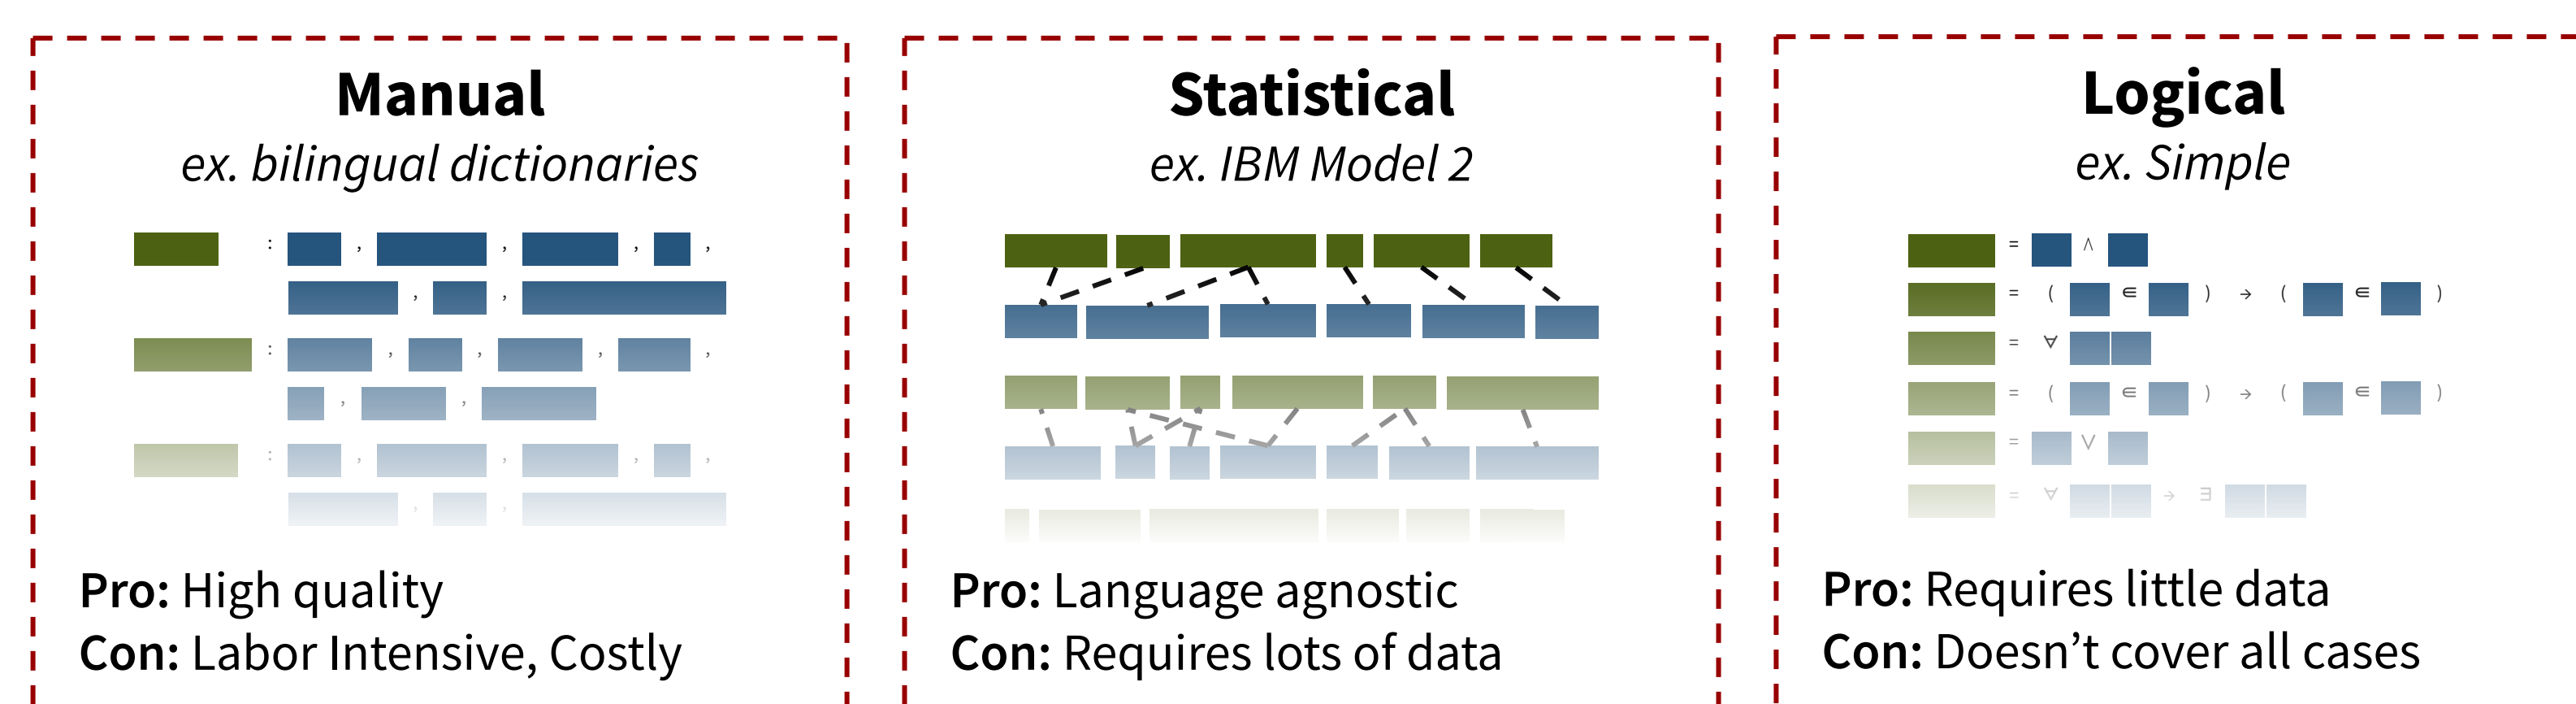 Manual
ex. bilingual dictionaries
: , , , ,
, ,
: , , , ,
, ,
: , , , ,
, ,
Pro: High quality
Con: Labor Intensive, Costly
Statistical
ex. IBM Model 2
Pro: Language agnostic
Con: Requires lots of data
Logical
ex. Simple
= ∧
= ( ∈ ) → ( ∈ )
= ∀
= ( ∈ ) → ( ∈ )
= ∨
= ∀ → ∃
Pro: Requires little data
Con: Doesn’t cover all cases